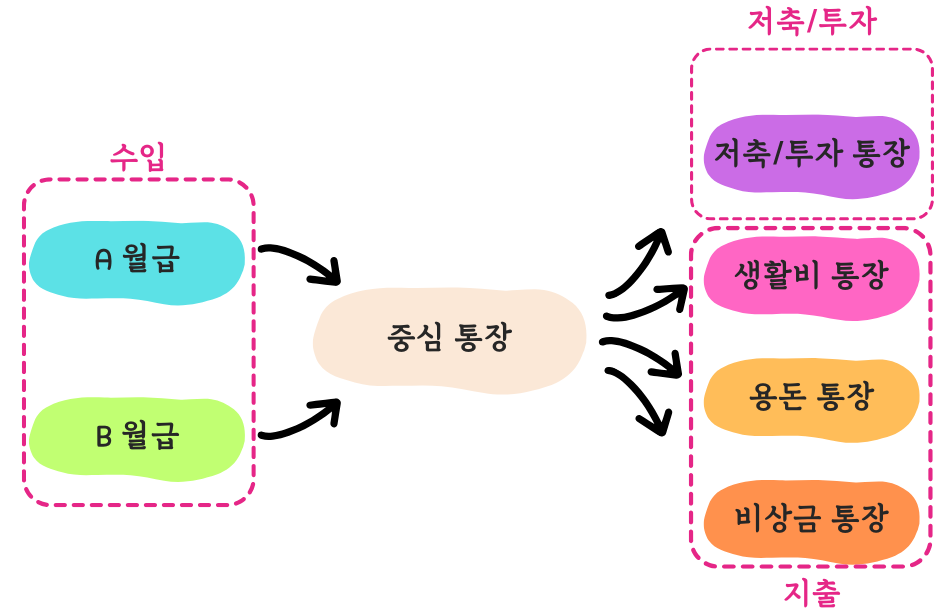 수입
A 월급
B 월급
중심 통장
저축/투자
저축/투자 통장
생활비 통장
용돈 통장
비상금 통장
지출